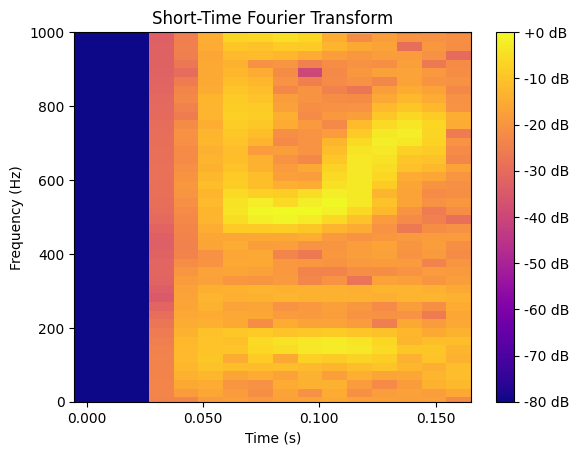 Short-Time Fourier Transform
1000
800
600
400
200
0
Frequency (Hz)
0.000
0.050
0.100
0.150
Time (s)
+0 dB
-10 dB
-20 dB
-30 dB
-40 dB
-50 dB
-60 dB
-70 dB
-80 dB